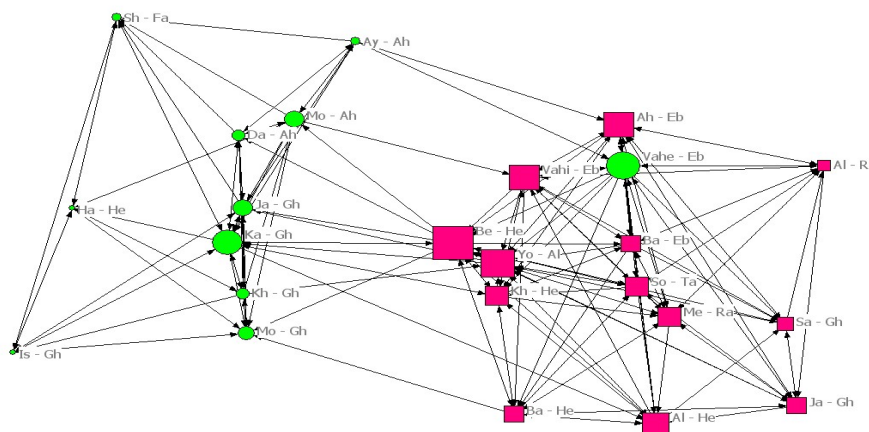 Sh - Fa
Ay - Ah
Mo - Ah
Ah - Eb
Da - Ah
Vahe - Eb
Vahi - Eb
Al - R
Ha - He
Ja - Gh
Be - He
Ka - Gh
Ba - Eb
Yo - Al
So - Ta
Kh - Gh
Kh - He
Me - Ra
Sa - Gh
Mo - Gh
Is - Gh
Ja - Gh
Ba - He
Al - He